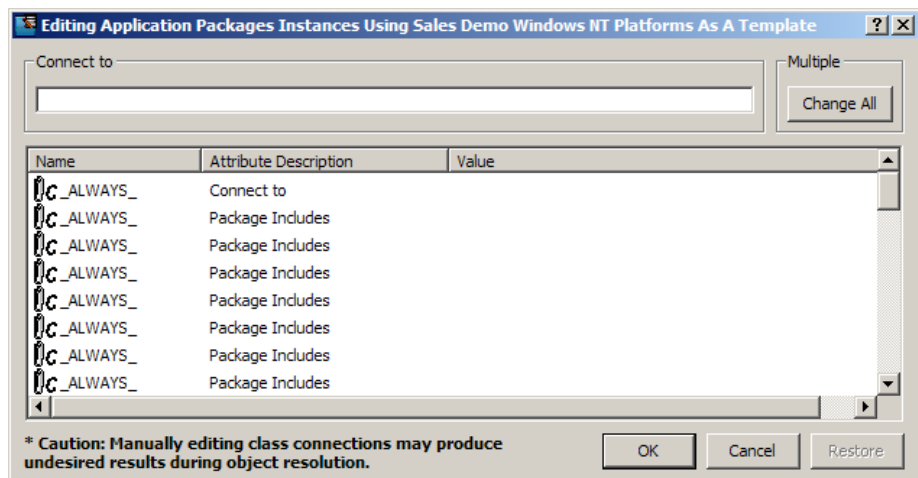 Editing Application Packages Instances Using Sales Demo Windows NT Platforms As A Template
Connect to
Multiple
Change All
Name Attribute Description Value
C _ALWAYS_ Connect to
C _ALWAYS_ Package Includes
C _ALWAYS_ Package Includes
C _ALWAYS_ Package Includes
C _ALWAYS_ Package Includes
C _ALWAYS_ Package Includes
C _ALWAYS_ Package Includes
C _ALWAYS_ Package Includes
* Caution: Manually editing class connections may produce
undesired results during object resolution.
OK Cancel Restore